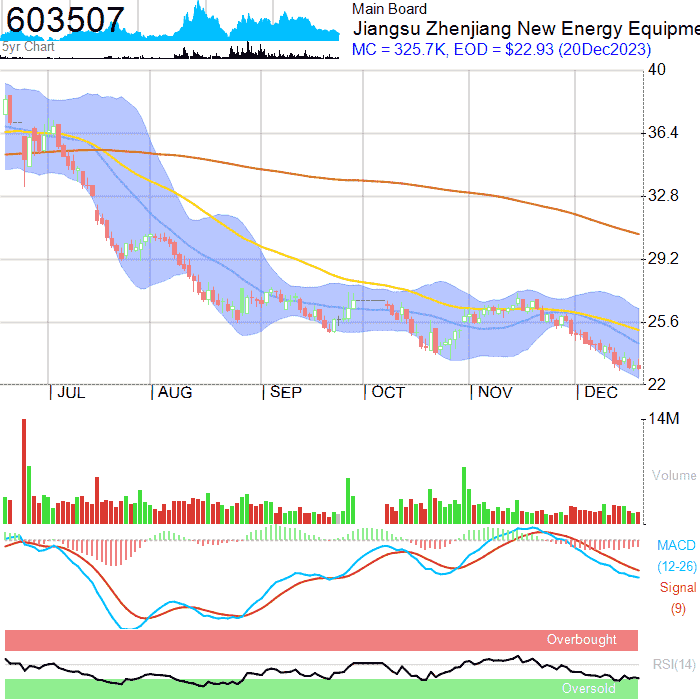 603507
5yr Chart
Main Board
Jiangsu Zhenjiang New Energy Equipme
MC = 325.7K, EOD = $22.93 (20Dec2023)
40
36.4
32.8
29.2
25.6
22
JUL AUG SEP OCT NOV DEC
14M
Volume
MACD
(12-26)
Signal
(9)
Overbought
RSI(14)
Oversold